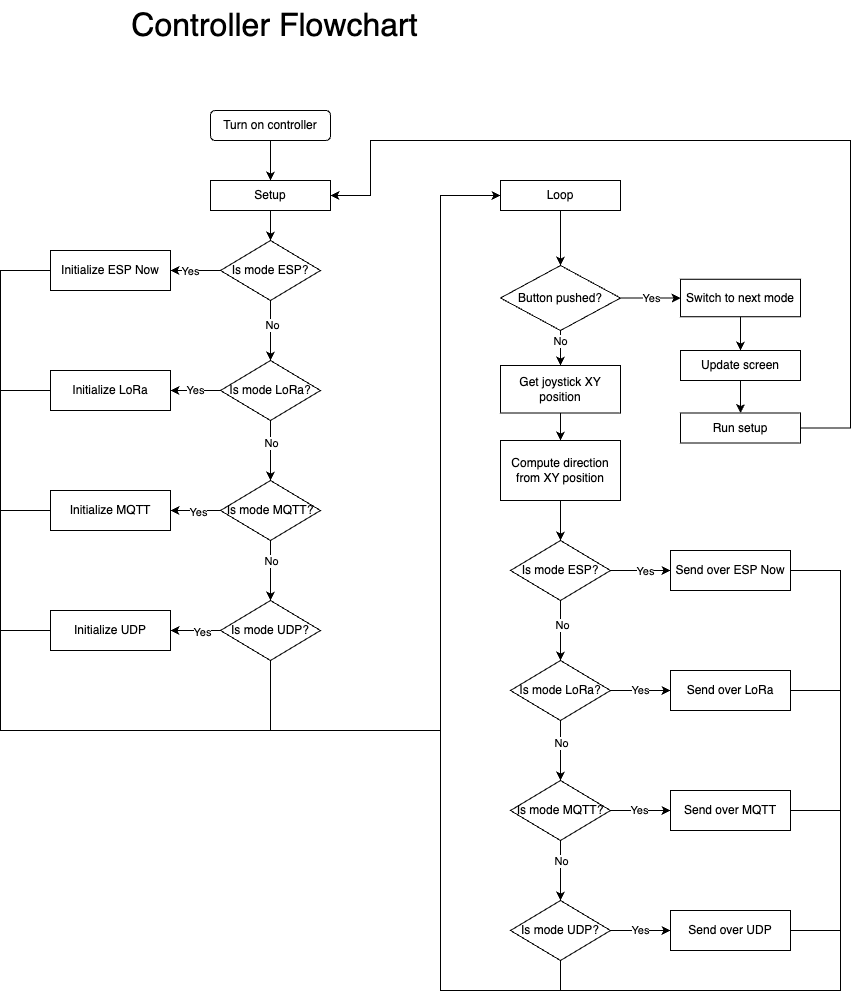 Controller Flowchart
Turn on controller
Setup
Is mode ESP?
Yes
Initialize ESP Now
No
Is mode LoRa?
Yes
Initialize LoRa
No
Is mode MQTT?
Yes
Initialize MQTT
No
Is mode UDP?
Yes
Initialize UDP
Loop
Button pushed?
Yes
Switch to next mode
Update screen
Run setup
No
Get joystick XY
position
Compute direction
from XY position
Is mode ESP?
Yes
Send over ESP Now
No
Is mode LoRa?
Yes
Send over LoRa
No
Is mode MQTT?
Yes
Send over MQTT
No
Is mode UDP?
Yes
Send over UDP